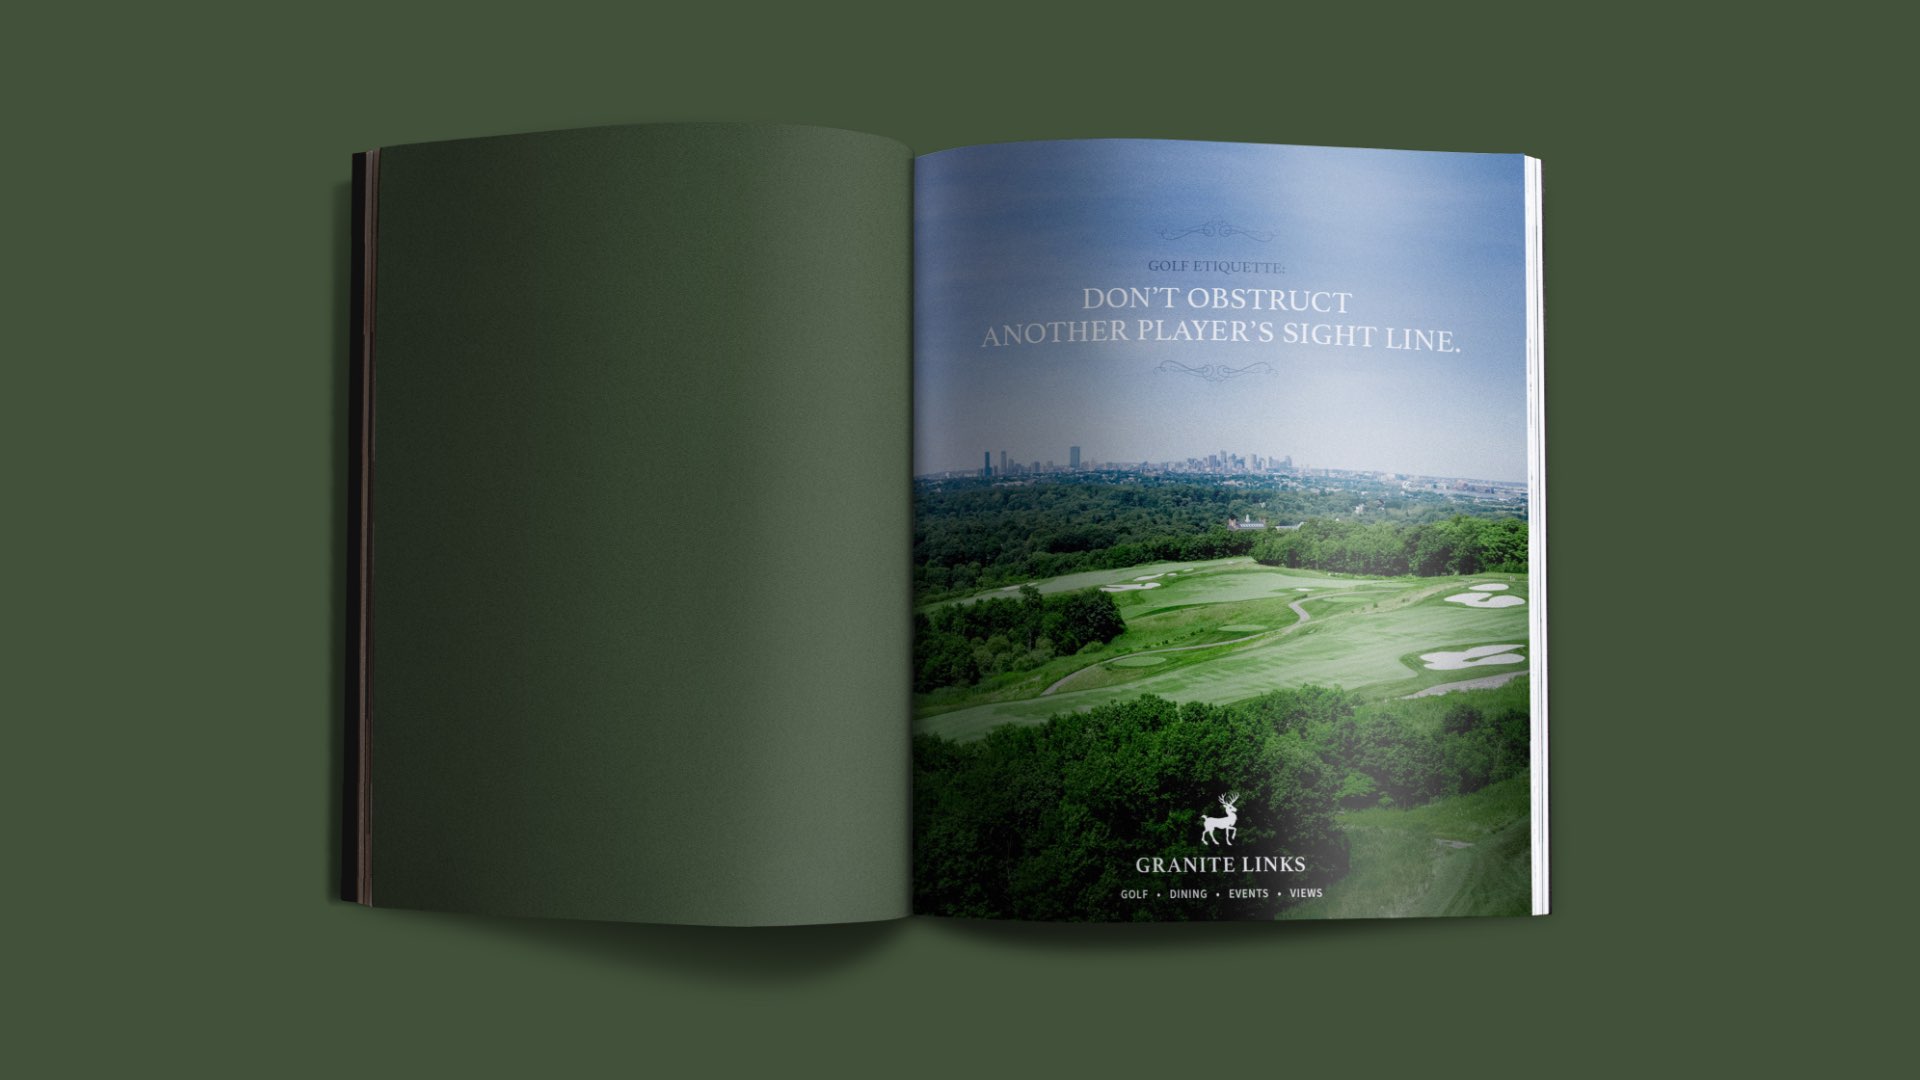 GOLF ETIQUETTE:
DON’T OBSTRUCT
ANOTHER PLAYER’S SIGHT LINE.
GRANITE LINKS
GOLF • DINING • EVENTS • VIEWS